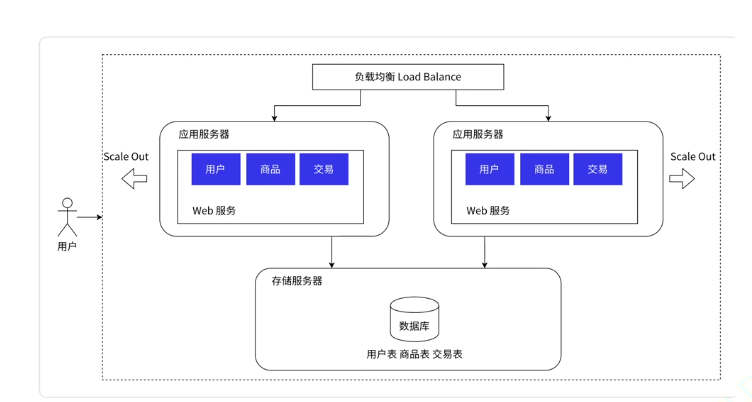 负载均衡 Load Balance
应用服务器
应用服务器
Scale Out
Scale Out
用户
商品
交易
用户
商品
交易
Web 服务
Web 服务
用户
存储服务器
数据库
用户表 商品表 交易表